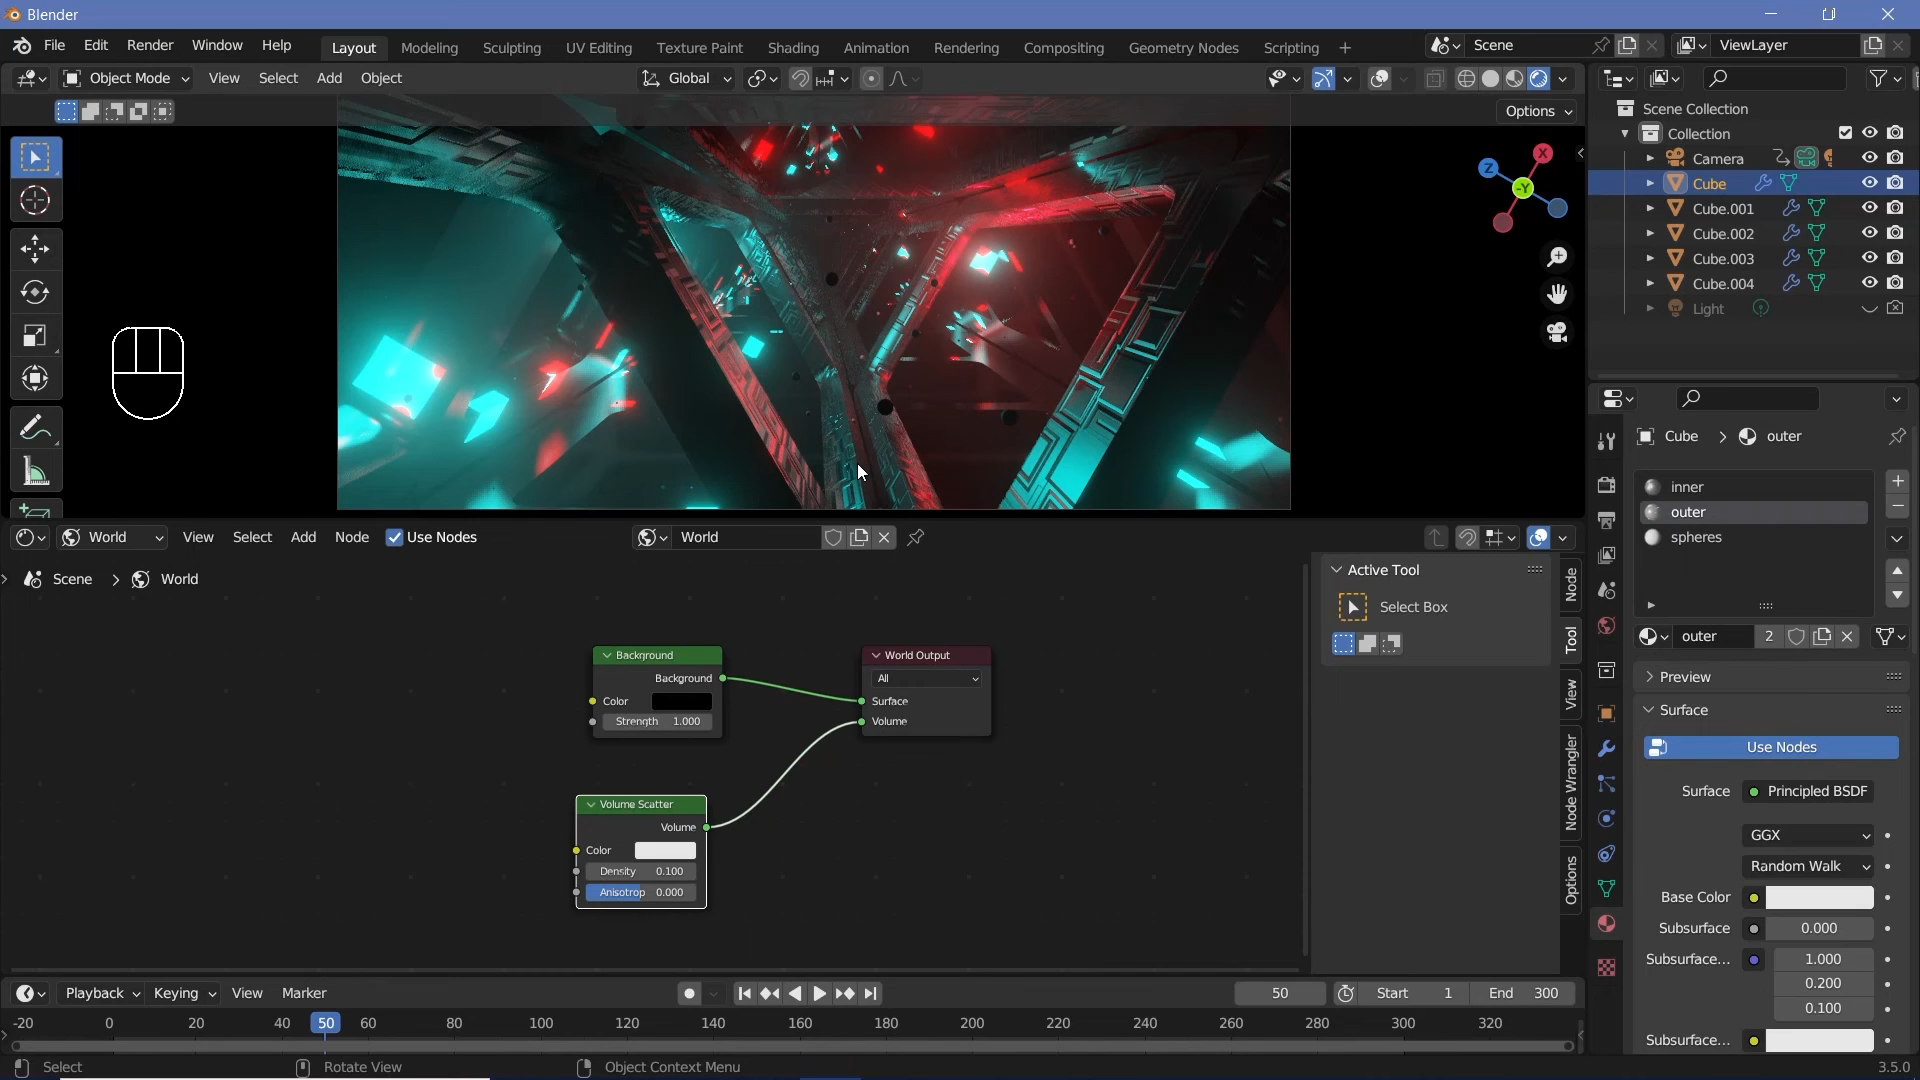 Blender
File Edit Render Window Help
Layout Modeling Sculpting UV Editing Texture Paint Shading Animation Rendering Compositing Geometry Nodes Scripting +
Scene
ViewLayer
Object Mode View Select Add Object
Global
Options
X
Z
-Y
Scene Collection
Collection
Camera
Cube
Cube.001
Cube.002
Cube.003
Cube.004
Light
Cube > outer
inner
outer
spheres
outer 2
Preview
Surface
Use Nodes
Surface Principled BSDF
GGX
Random Walk
Base Color
Subsurface 0.000
Subsurface... 1.000
0.200
0.100
Subsurface...
World View Select Add Node Use Nodes
World
Scene > World
Background
Background
Color
Strength 1.000
World Output
All
Surface
Volume
Volume Scatter
Volume
Color
Density 0.100
Anisotrop 0.000
Active Tool
Select Box
Node
Tool
View
Node Wrangler
Options
Playback Keying View Marker
50
Start 1
End 300
-20 0 20 40 50 60 80 100 120 140 160 180 200 220 240 260 280 300 320
Select
Rotate View
Object Context Menu
3.5.0